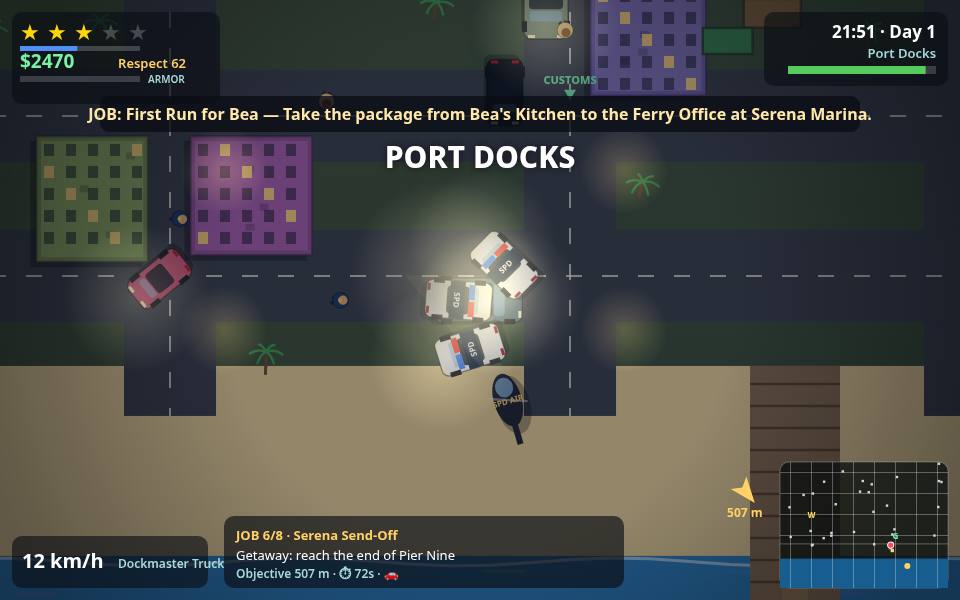 $2470
Respect 62
ARMOR
21:51 · Day 1
Port Docks
CUSTOMS
JOB: First Run for Bea — Take the package from Bea's Kitchen to the Ferry Office at Serena Marina.
PORT DOCKS
SPD
SPD
SPD
SPD AIR
507 m
W
G
12 km/h Dockmaster Truck
JOB 6/8 · Serena Send-Off
Getaway: reach the end of Pier Nine
Objective 507 m · ⏱ 72s · 🚗